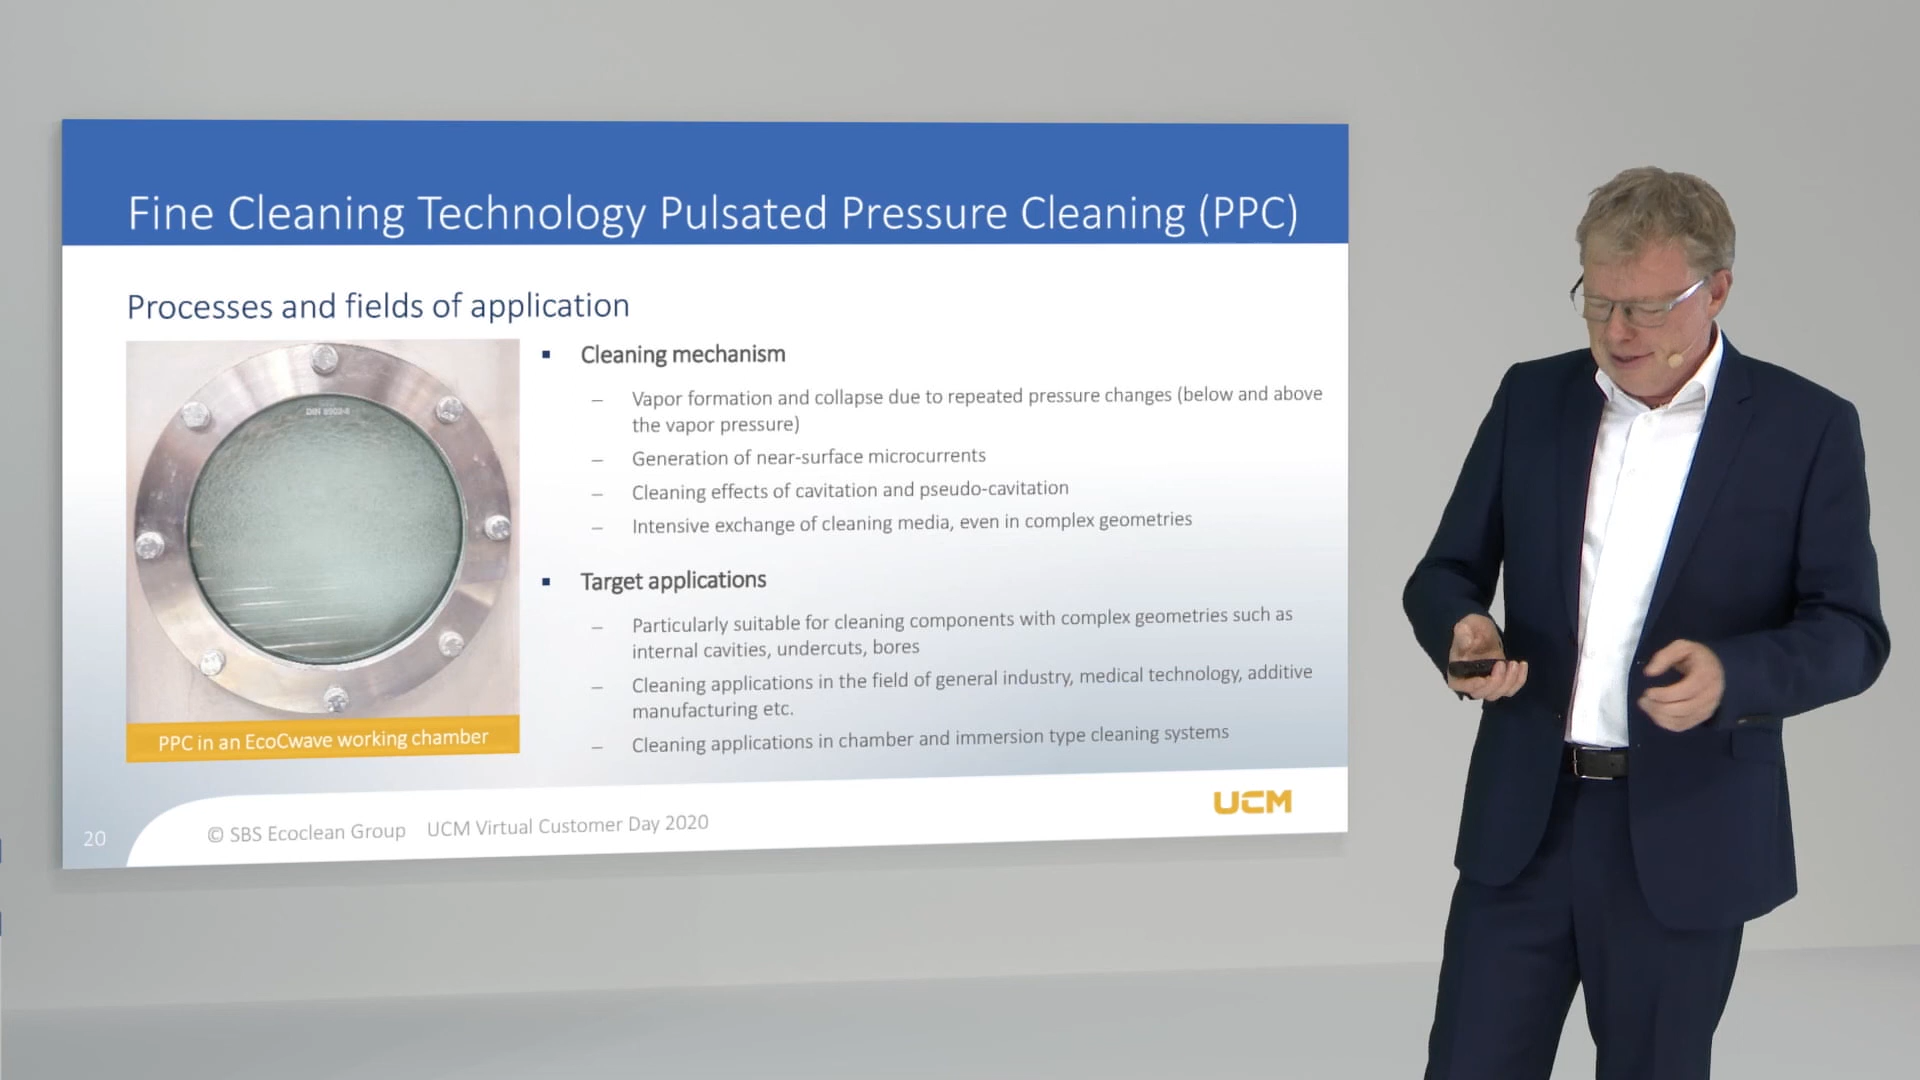 Fine Cleaning Technology Pulsated Pressure Cleaning (PPC)
Processes and fields of application
DIN 8902-8
PPC in an EcoCwave working chamber
▪ Cleaning mechanism
– Vapor formation and collapse due to repeated pressure changes (below and above
the vapor pressure)
– Generation of near-surface microcurrents
– Cleaning effects of cavitation and pseudo-cavitation
– Intensive exchange of cleaning media, even in complex geometries
▪ Target applications
– Particularly suitable for cleaning components with complex geometries such as
internal cavities, undercuts, bores
– Cleaning applications in the field of general industry, medical technology, additive
manufacturing etc.
– Cleaning applications in chamber and immersion type cleaning systems
20
© SBS Ecoclean Group UCM Virtual Customer Day 2020
UCM